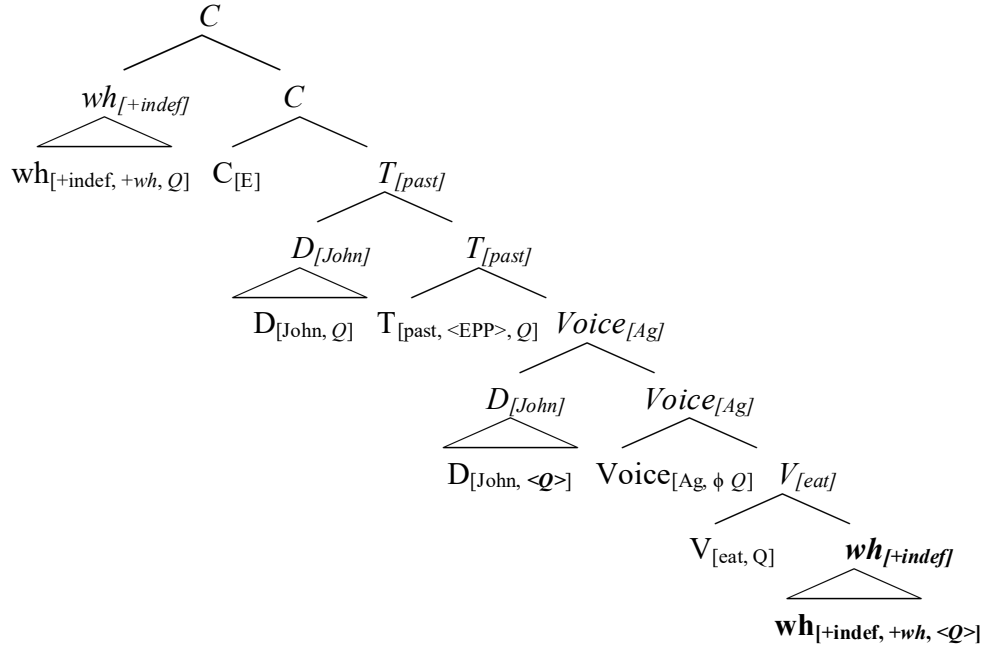 C
wh[+indef] C
wh[+indef, +wh, Q] C[E] T[past]
D[John] T[past]
D[John, Q] T[past, <EPP>, Q] Voice[Ag]
D[John] Voice[Ag]
D[John, <Q>] Voice[Ag, ϕ Q] V[eat]
V[eat, Q] wh[+indef]
wh[+indef, +wh, <Q>]